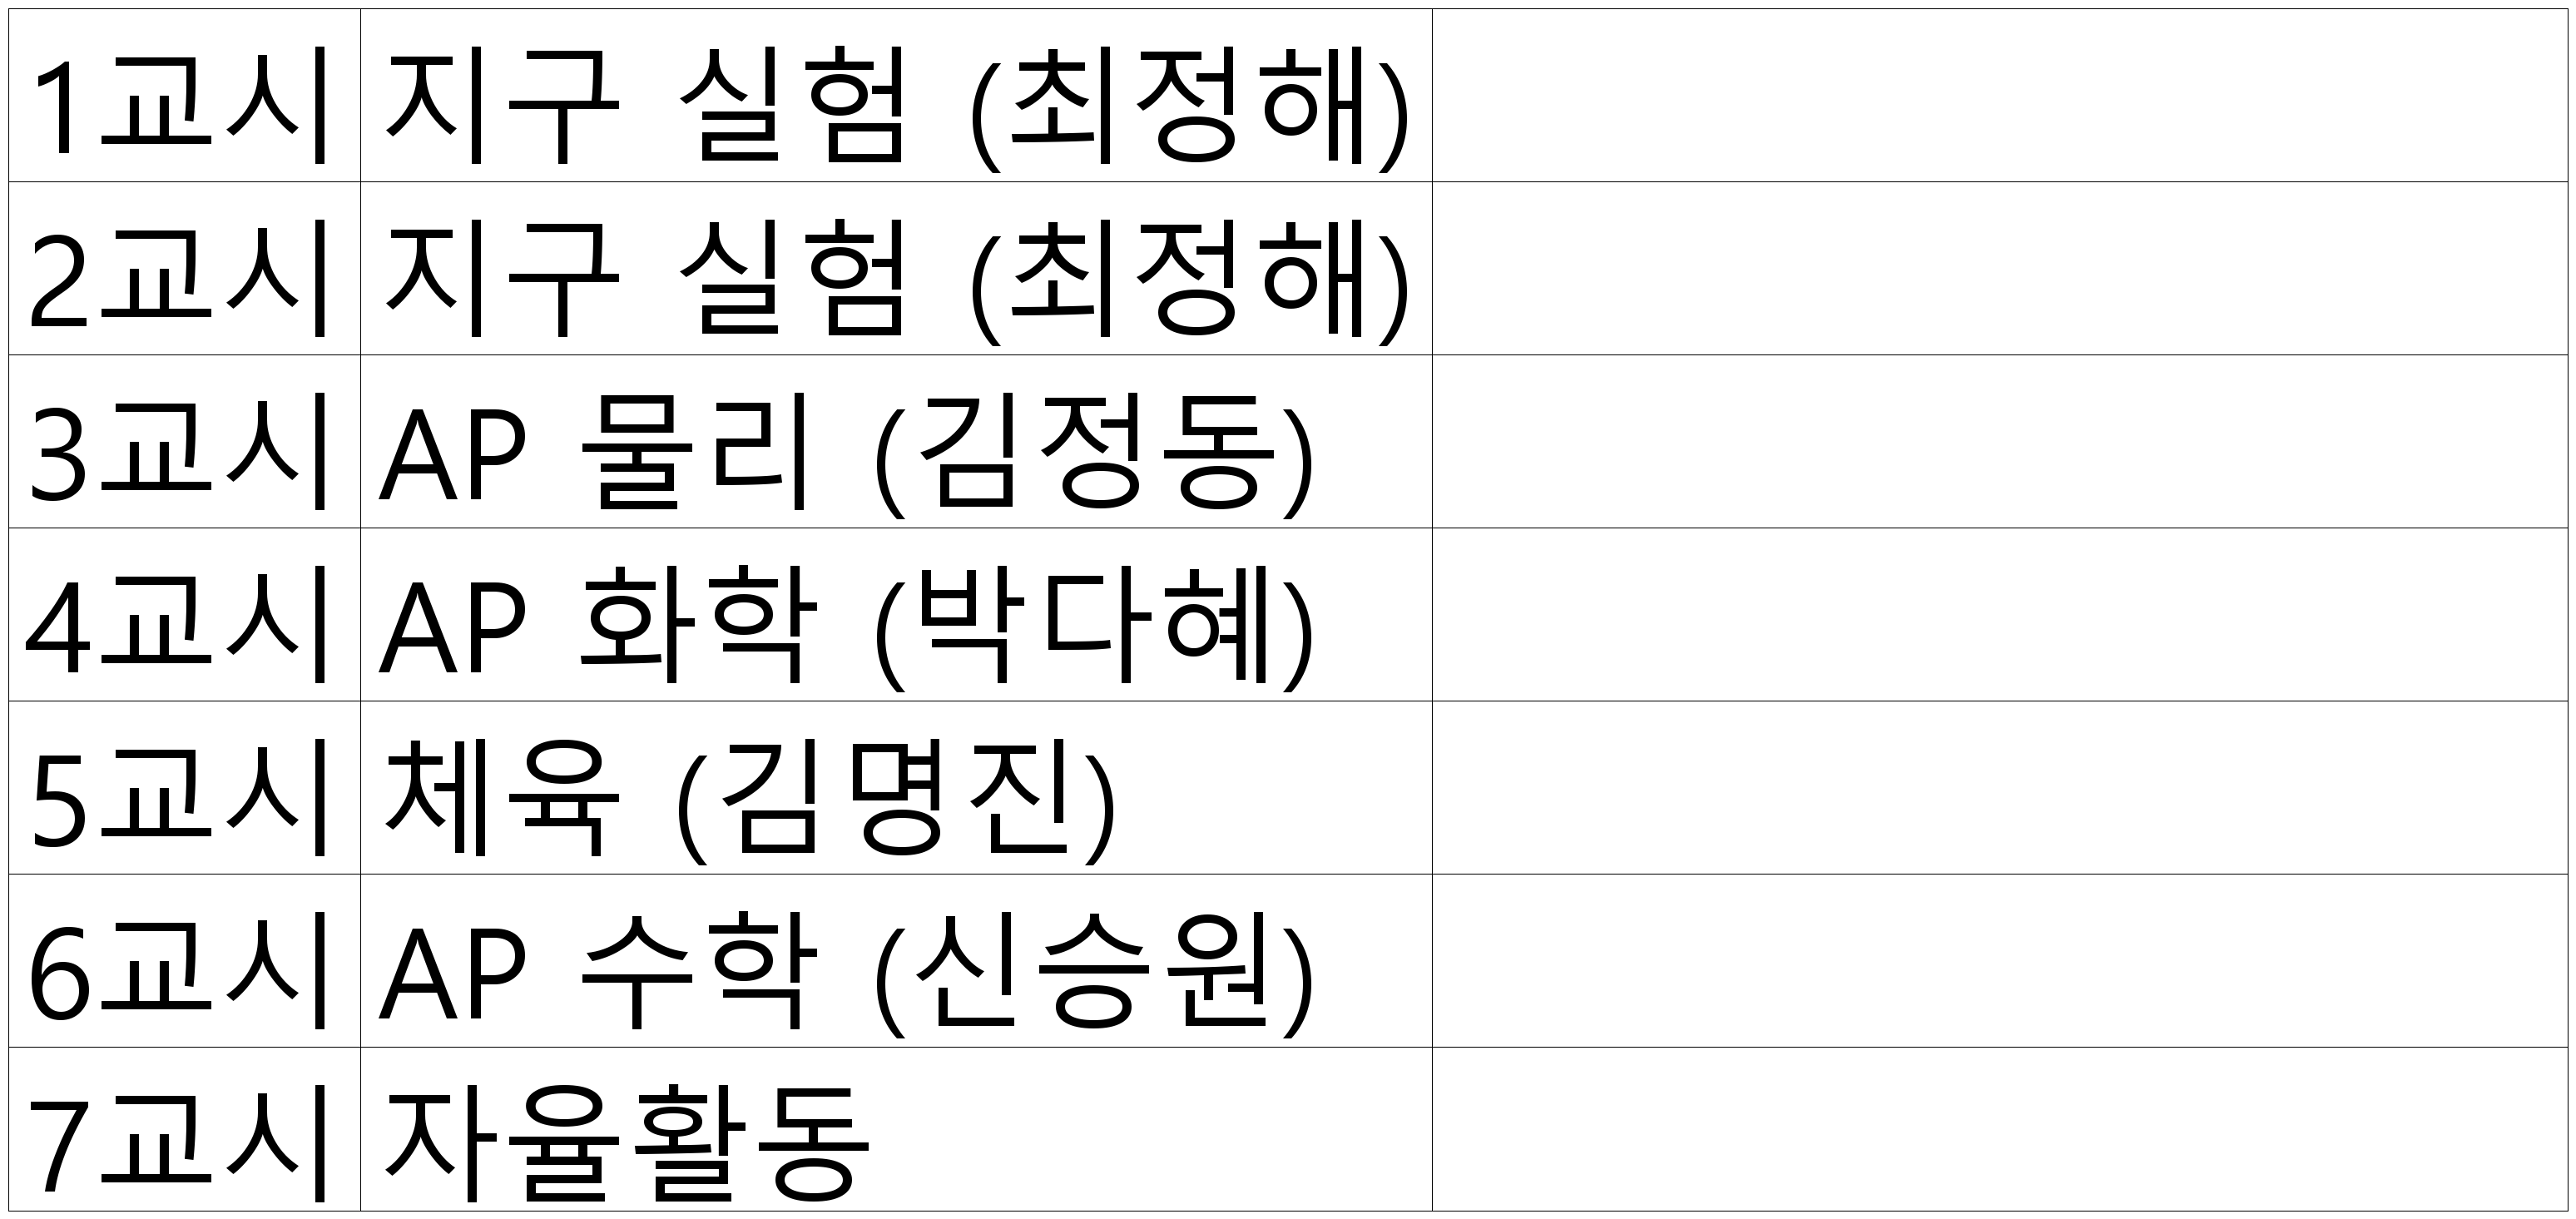 1교시 지구 실험 (최정해)
2교시 지구 실험 (최정해)
3교시 AP 물리 (김정동)
4교시 AP 화학 (박다혜)
5교시 체육 (김명진)
6교시 AP 수학 (신승원)
7교시 자율활동